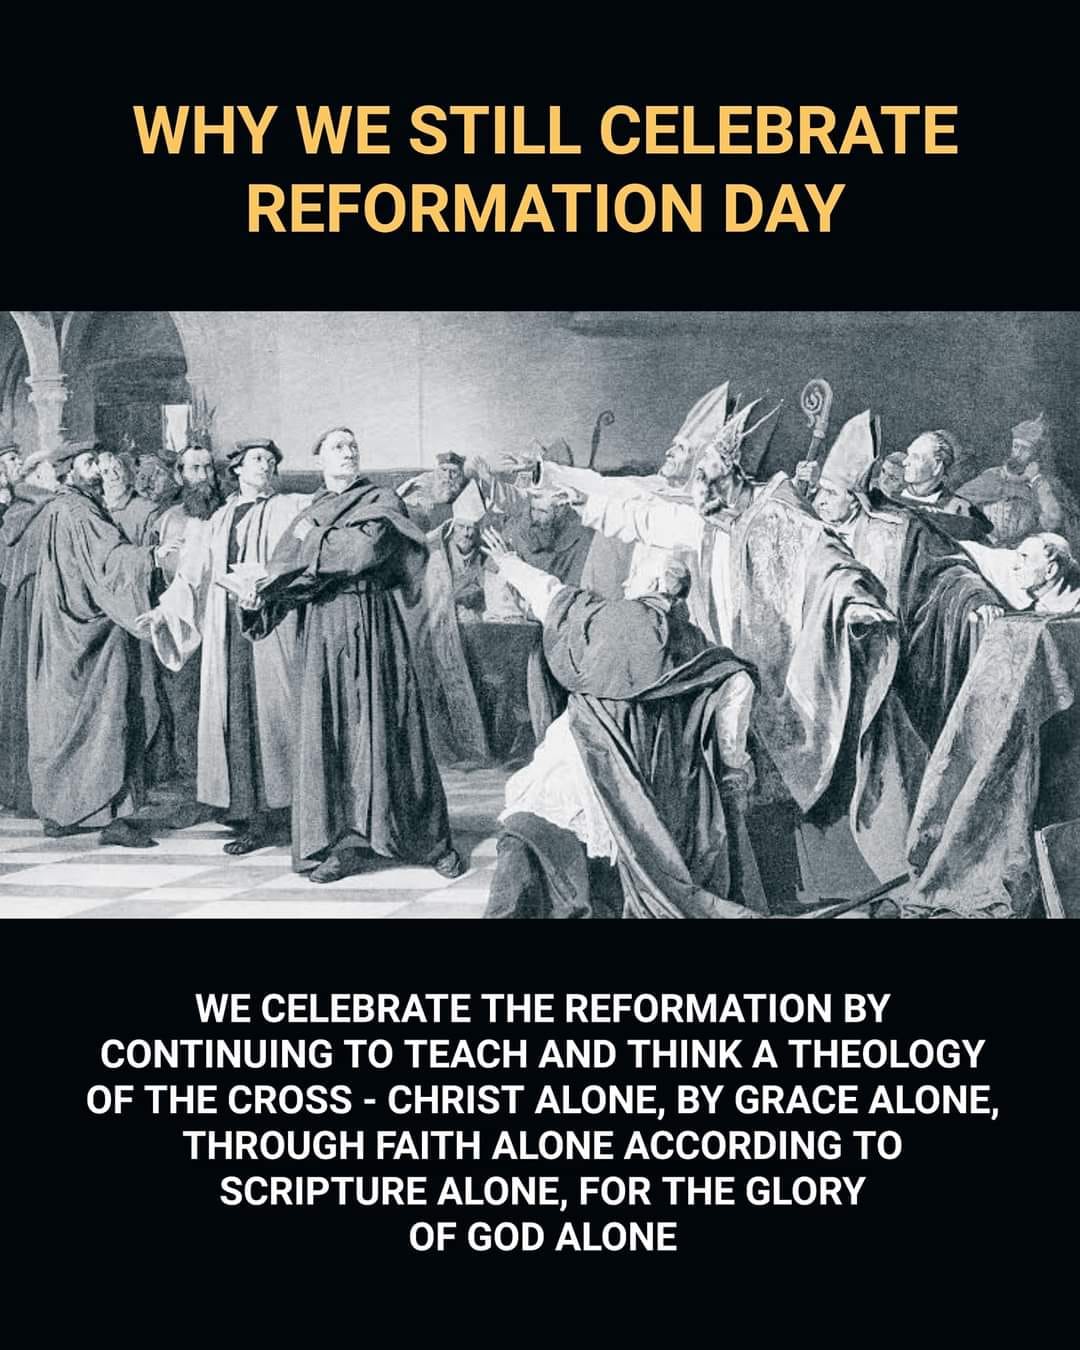 WHY WE STILL CELEBRATE
REFORMATION DAY
WE CELEBRATE THE REFORMATION BY
CONTINUING TO TEACH AND THINK A THEOLOGY
OF THE CROSS - CHRIST ALONE, BY GRACE ALONE,
THROUGH FAITH ALONE ACCORDING TO
SCRIPTURE ALONE, FOR THE GLORY
OF GOD ALONE